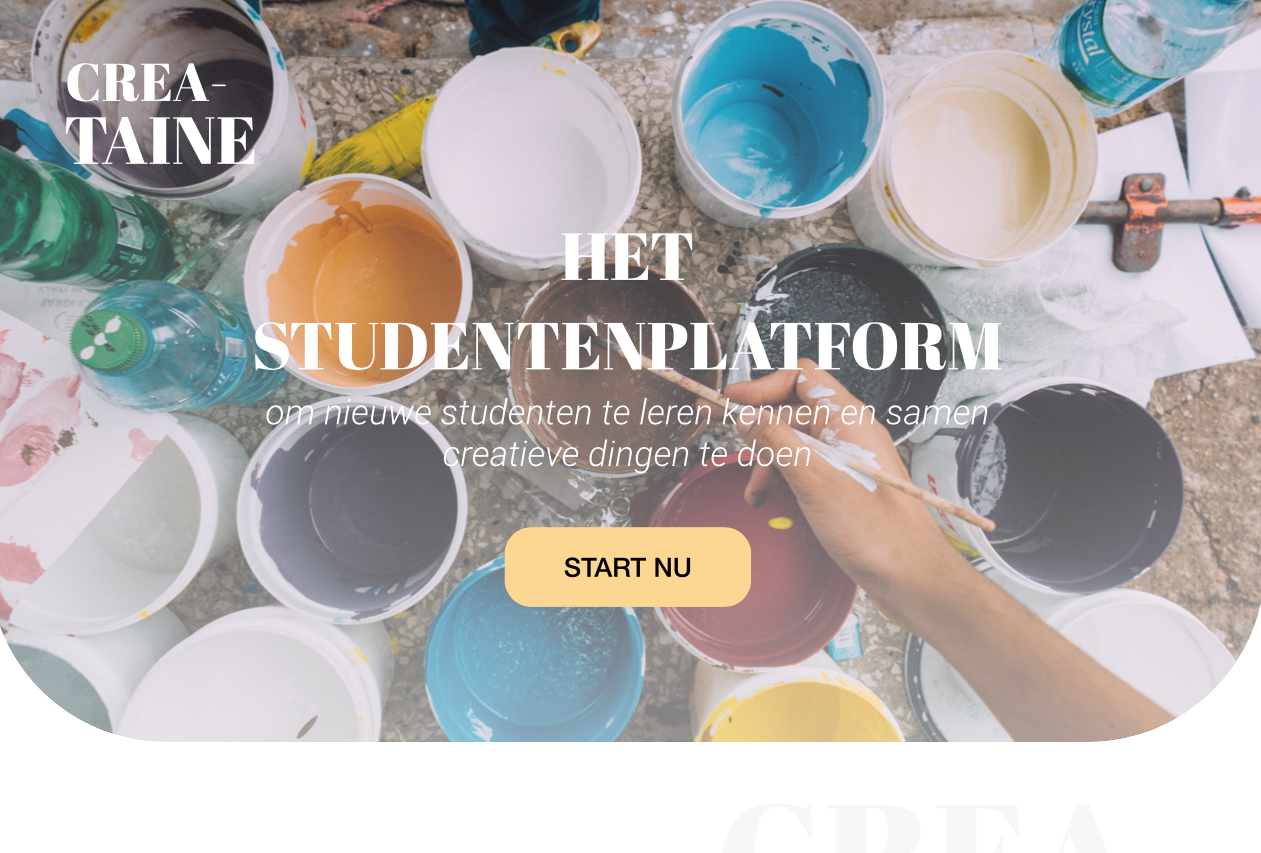 CREA-
TAINE
HET
STUDENTENPLATFORM
om nieuwe studenten te leren kennen en samen
creatieve dingen te doen
START NU
CREA